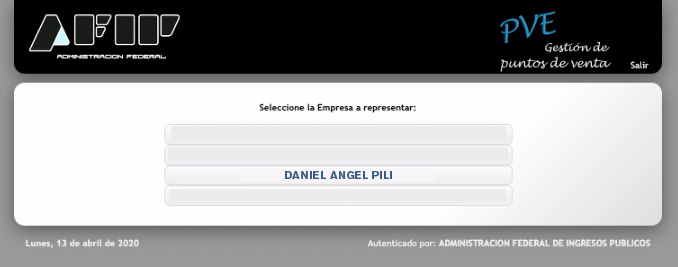 AFIP
ADMINISTRACION FEDERAL
PVE
Gestión de
puntos de venta
Salir
Seleccione la Empresa a representar:
DANIEL ANGEL PILI
Lunes, 13 de abril de 2020
Autenticado por: ADMINISTRACION FEDERAL DE INGRESOS PUBLICOS